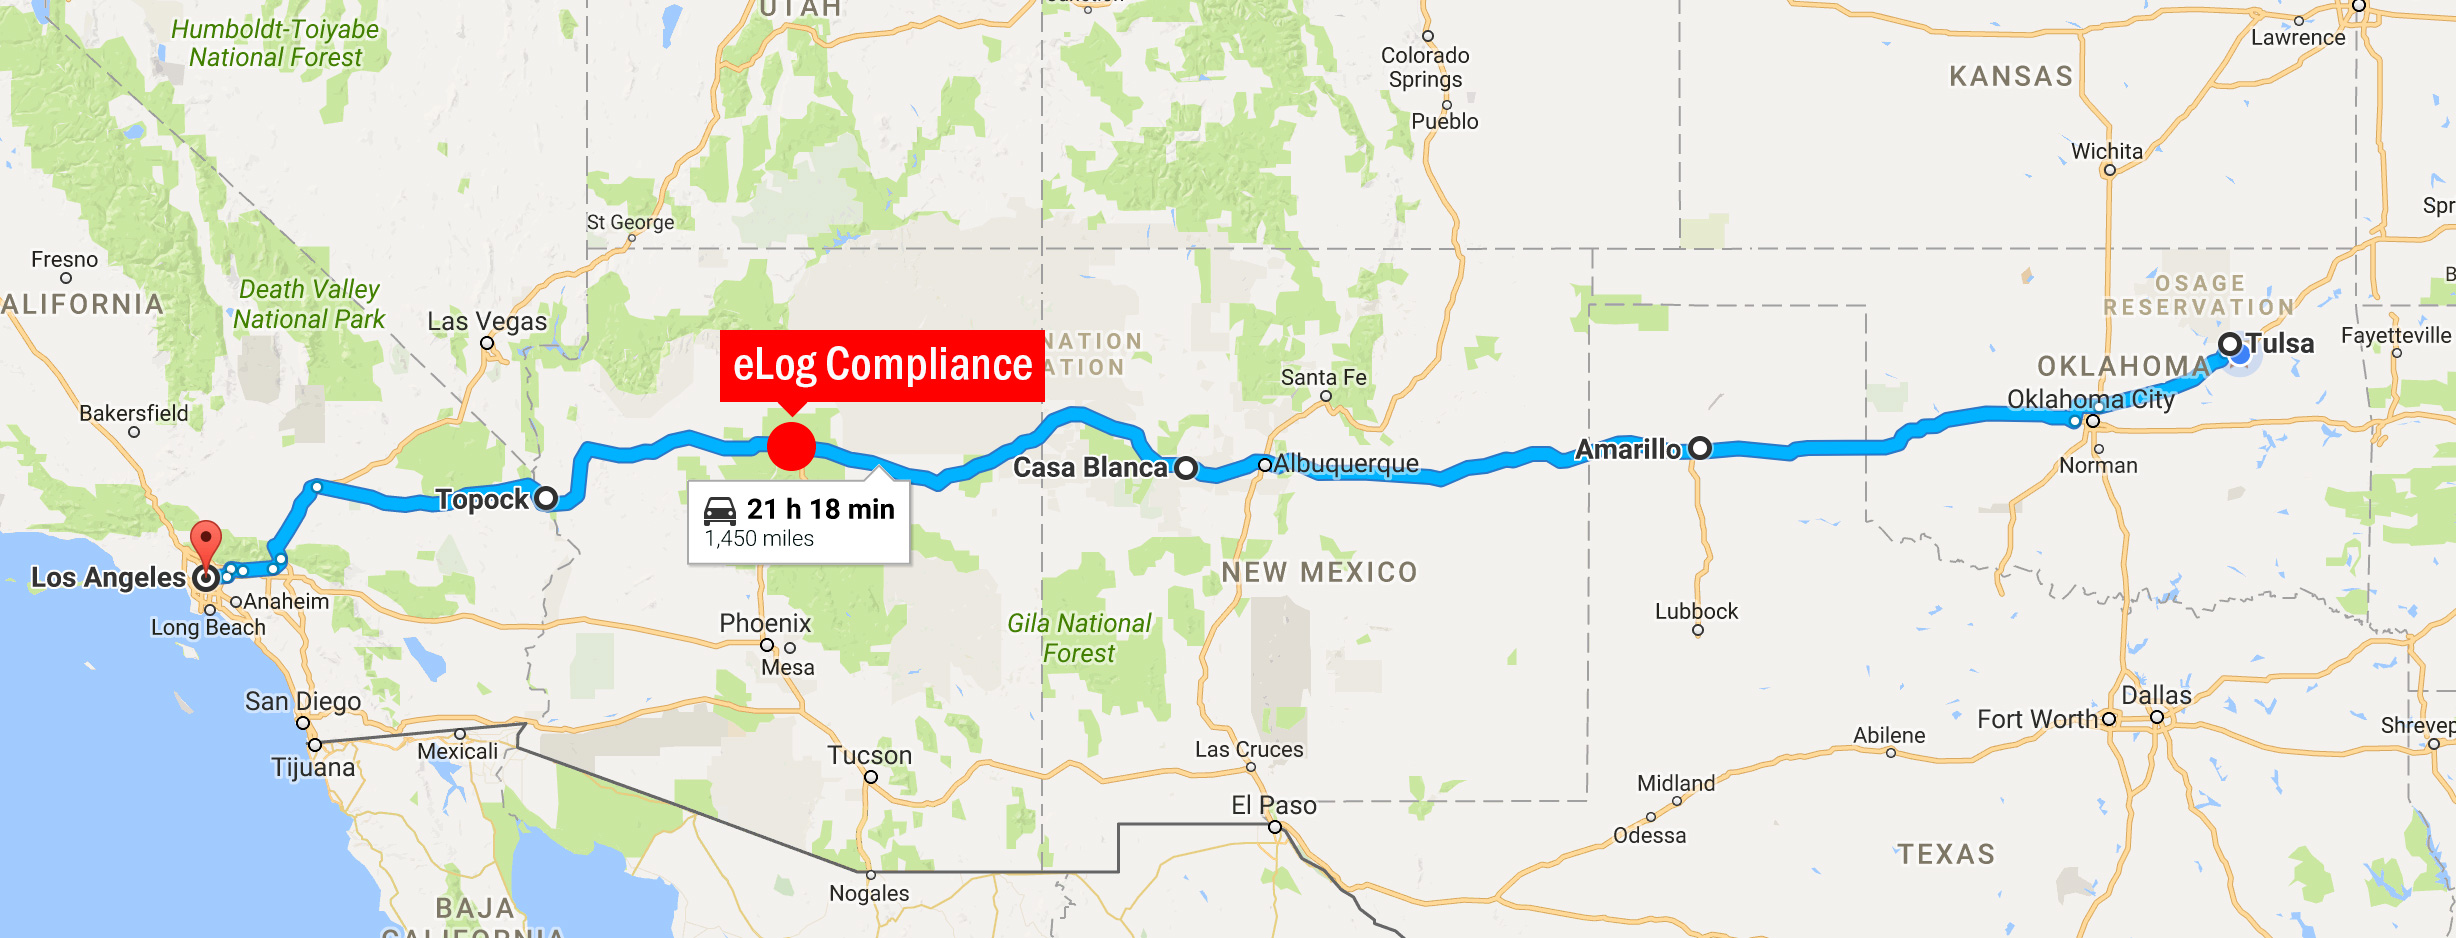 UTAH
Humboldt-Toiyabe
National Forest
Colorado
Springs
Pueblo
Lawrence
KANSAS
Wichita
St George
Fresno
ALIFORNIA
Death Valley
National Park
Las Vegas
OSAGE
RESERVATION
Tulsa
Fayetteville
OKLAHOMA
Oklahoma City
Norman
eLog Compliance
NATION
ATION
Santa Fe
Bakersfield
Topock
Casa Blanca
Albuquerque
Amarillo
21 h 18 min
1,450 miles
Los Angeles
Anaheim
Long Beach
Phoenix
Mesa
Gila National
Forest
NEW MEXICO
Lubbock
San Diego
Tijuana
Mexicali
Tucson
Las Cruces
El Paso
Fort Worth
Dallas
Abilene
Midland
Odessa
Shrevep
TEXAS
Nogales
BAJA
CALIFORNIA
Spr
B